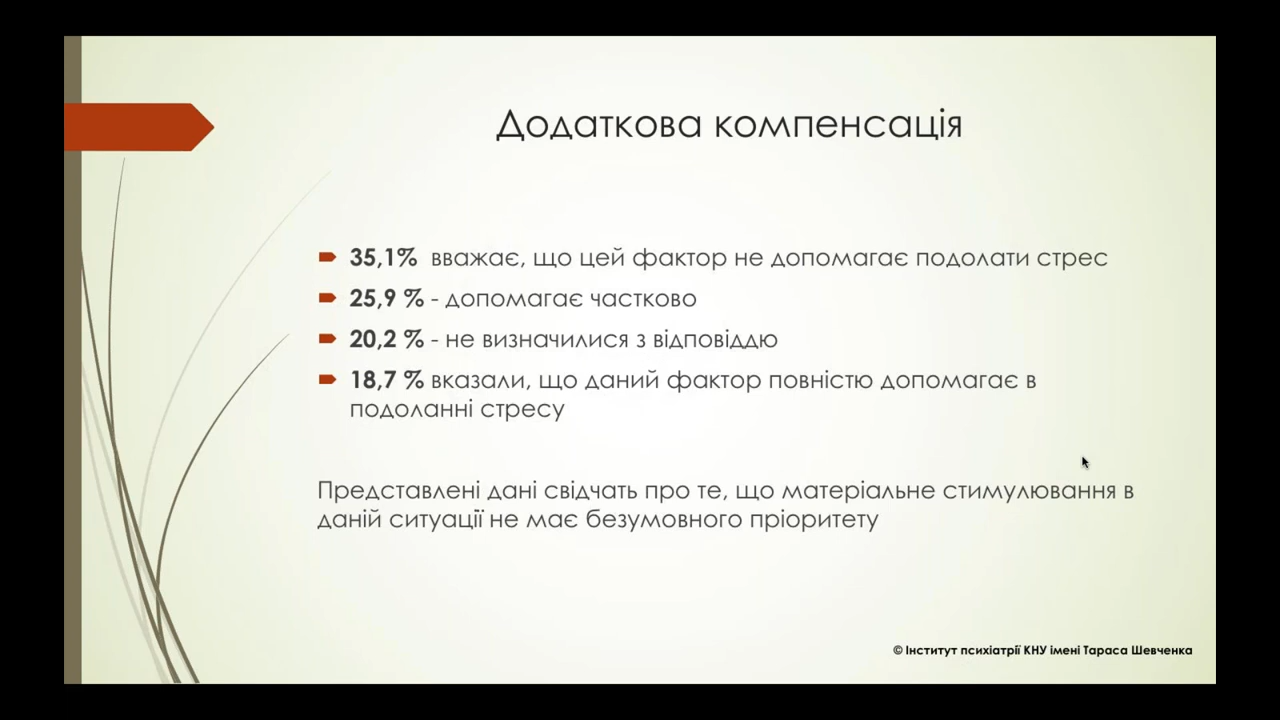 Додаткова компенсація
35,1% вважає, що цей фактор не допомагає подолати стрес
25,9 % - допомагає частково
20,2 % - не визначилися з відповіддю
18,7 % вказали, що даний фактор повністю допомагає в
подоланні стресу
Представлені дані свідчать про те, що матеріальне стимулювання в
даній ситуації не має безумовного пріоритету
© Інститут психіатрії КНУ імені Тараса Шевченка